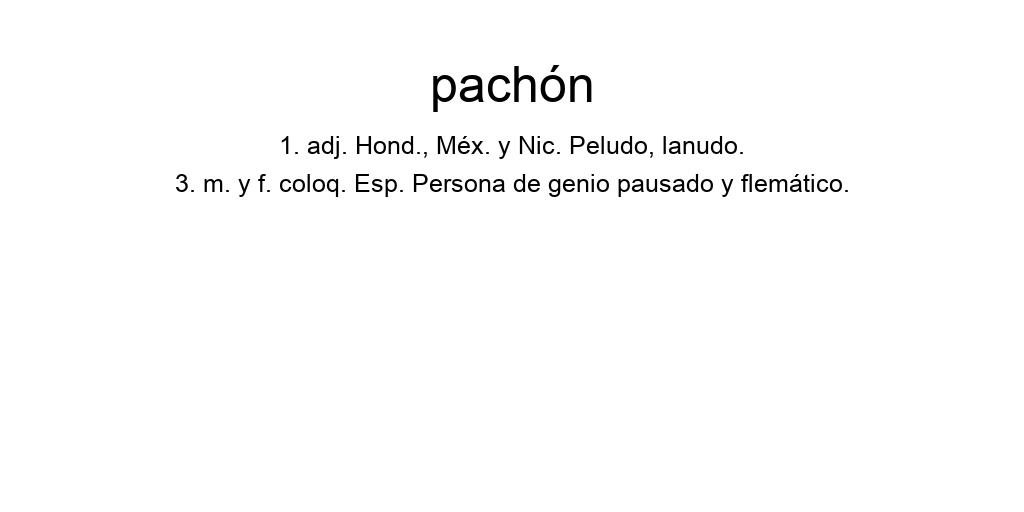 pachón
1. adj. Hond., Méx. y Nic. Peludo, lanudo.
3. m. y f. coloq. Esp. Persona de genio pausado y flemático.